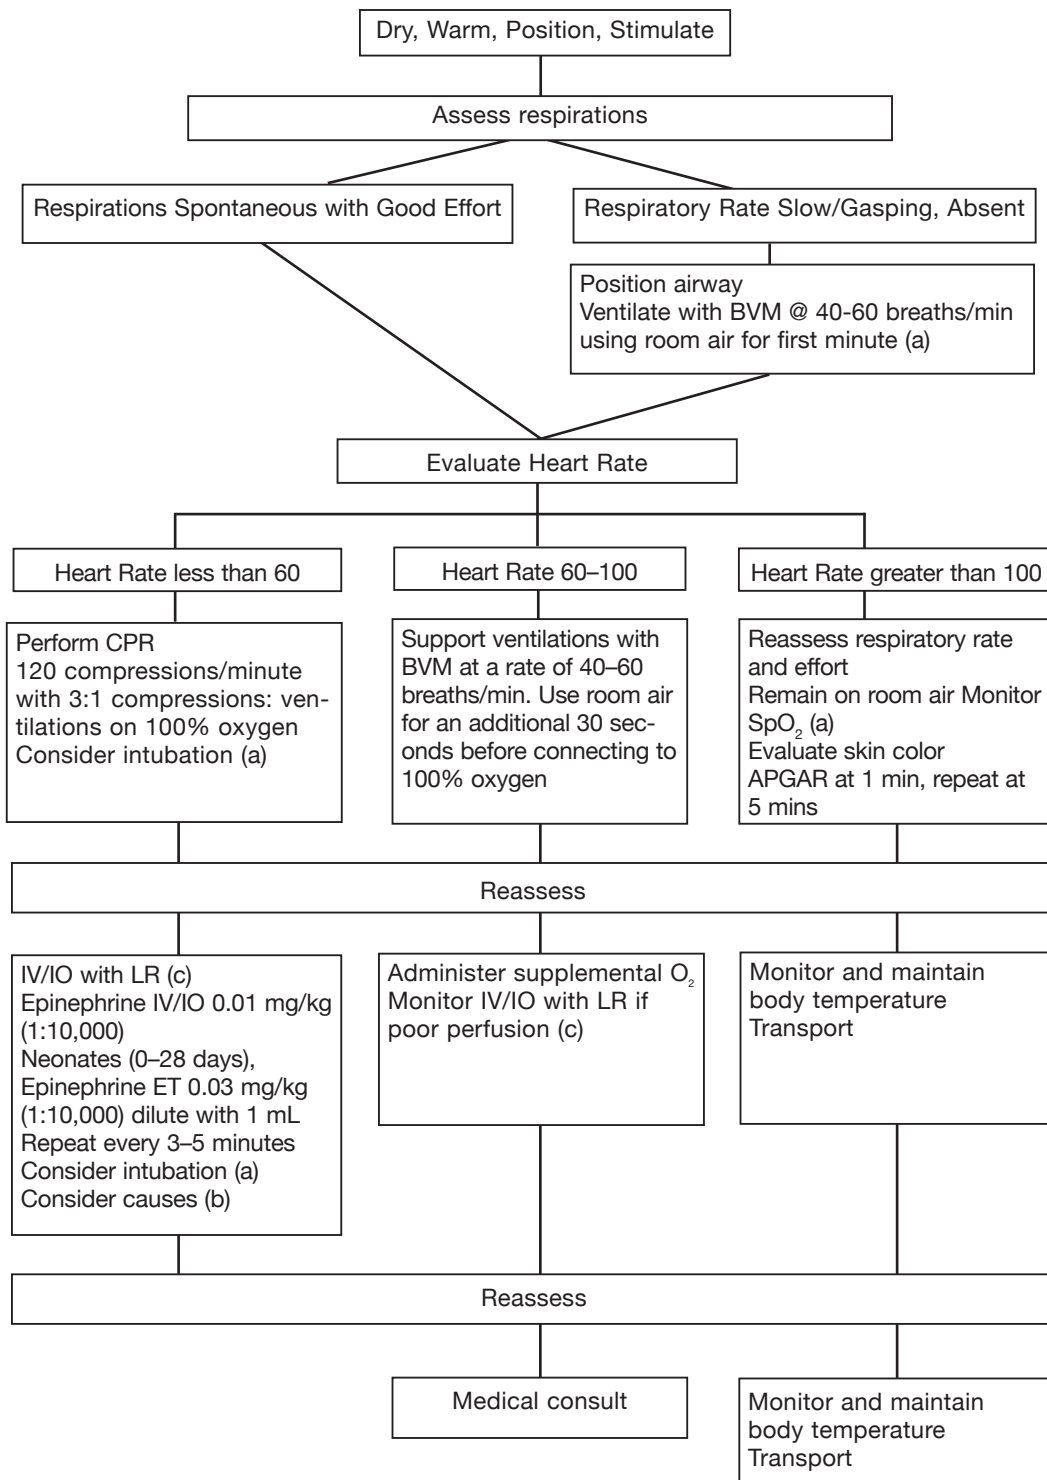 Dry, Warm, Position, Stimulate
Assess respirations
Respirations Spontaneous with Good Effort
Respiratory Rate Slow/Gasping, Absent
Position airway
Ventilate with BVM @ 40-60 breaths/min
using room air for first minute (a)
Evaluate Heart Rate
Heart Rate less than 60
Heart Rate 60–100
Heart Rate greater than 100
Perform CPR
120 compressions/minute
with 3:1 compressions: ven-
tilations on 100% oxygen
Consider intubation (a)
Support ventilations with
BVM at a rate of 40–60
breaths/min. Use room air
for an additional 30 sec-
onds before connecting to
100% oxygen
Reassess respiratory rate
and effort
Remain on room air Monitor
SpO₂ (a)
Evaluate skin color
APGAR at 1 min, repeat at
5 mins
Reassess
IV/IO with LR (c)
Epinephrine IV/IO 0.01 mg/kg
(1:10,000)
Neonates (0–28 days),
Epinephrine ET 0.03 mg/kg
(1:10,000) dilute with 1 mL
Repeat every 3–5 minutes
Consider intubation (a)
Consider causes (b)
Administer supplemental O₂
Monitor IV/IO with LR if
poor perfusion (c)
Monitor and maintain
body temperature
Transport
Reassess
Medical consult
Monitor and maintain
body temperature
Transport